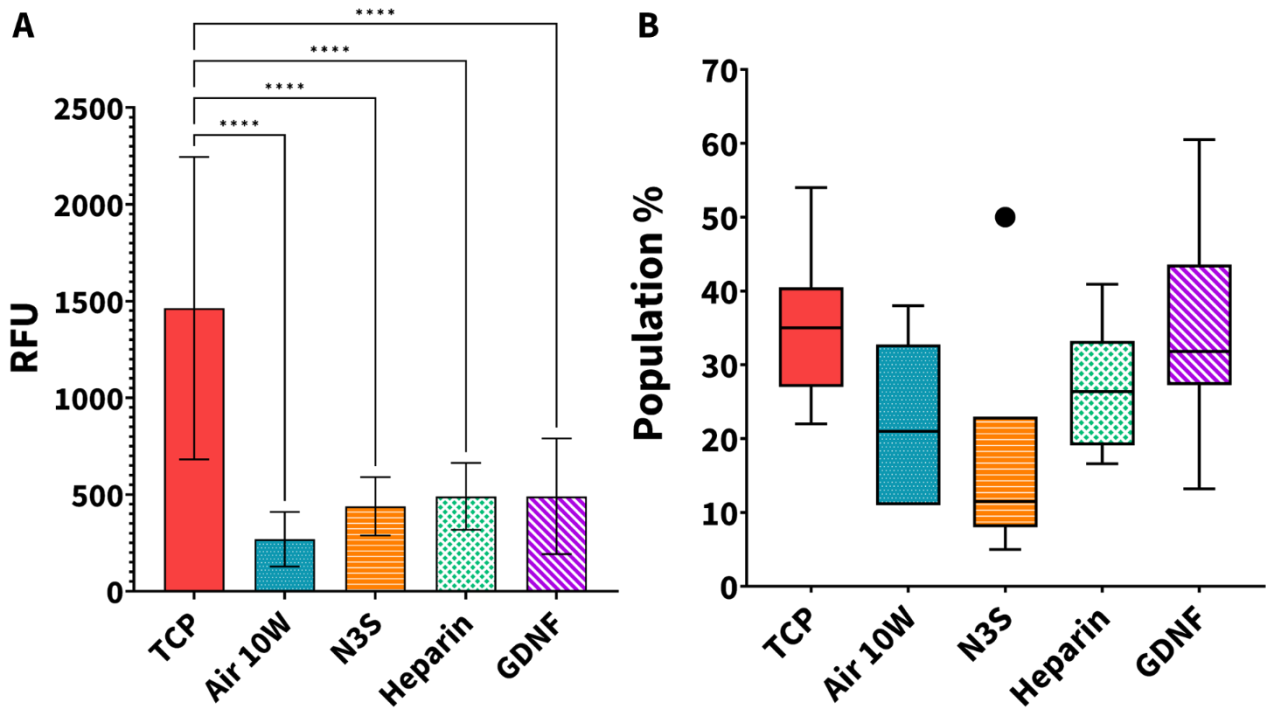 A
B
****
****
****
****
RFU
2500
2000
1500
1000
500
0
TCP
Air 10W
N3S
Heparin
GDNF
Population %
70
60
50
40
30
20
10
0
TCP
Air 10W
N3S
Heparin
GDNF